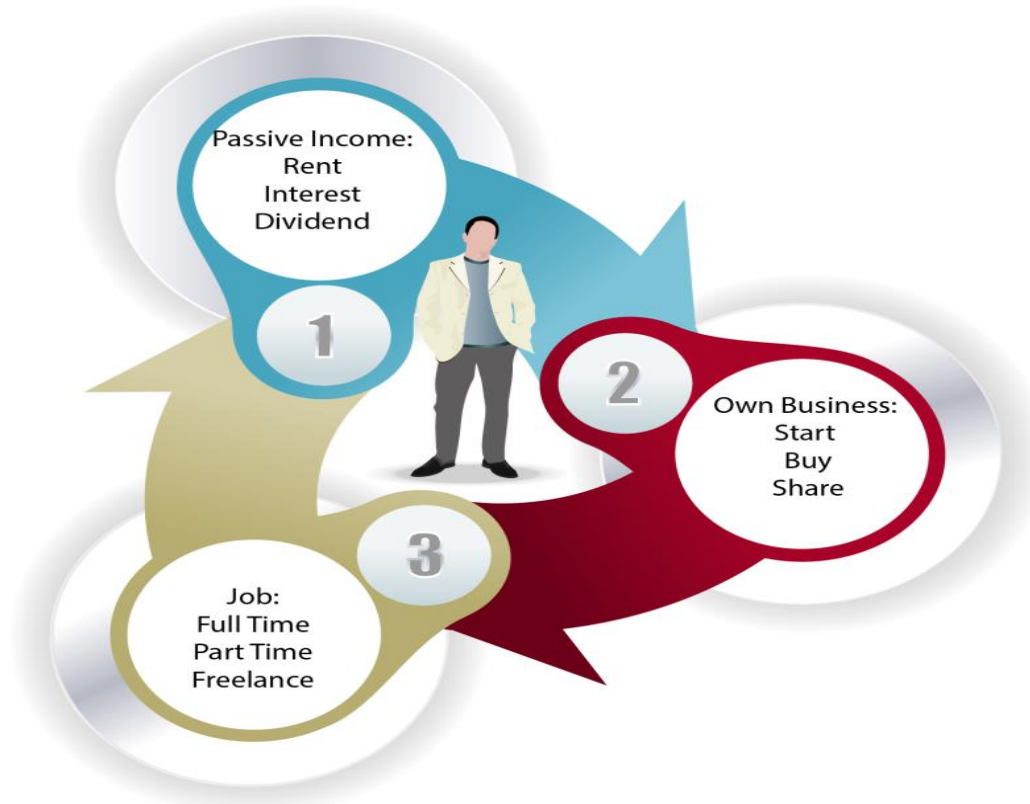 Passive Income:
Rent
Interest
Dividend
1
2
Own Business:
Start
Buy
Share
3
Job:
Full Time
Part Time
Freelance